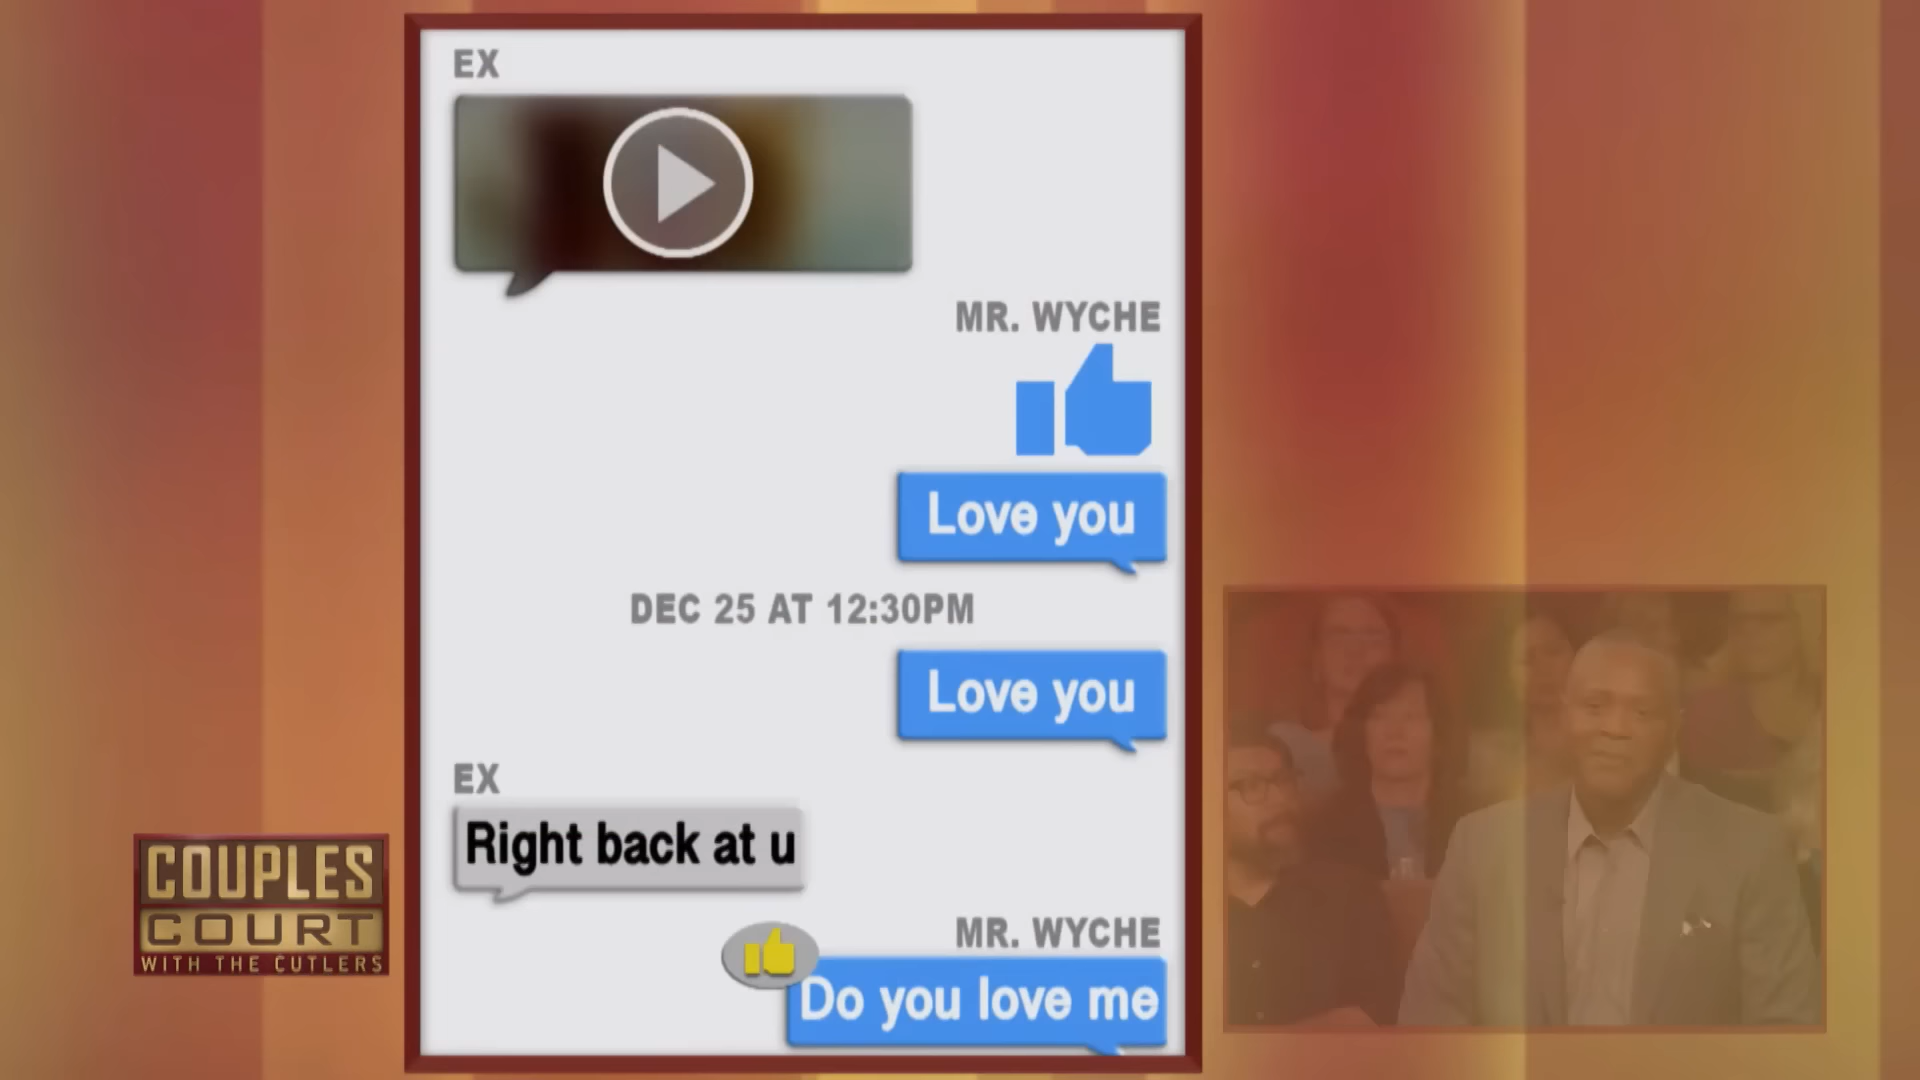 EX
MR. WYCHE
Love you
DEC 25 AT 12:30PM
Love you
EX
Right back at u
MR. WYCHE
Do you love me
COUPLES
COURT
WITH THE CUTLERS